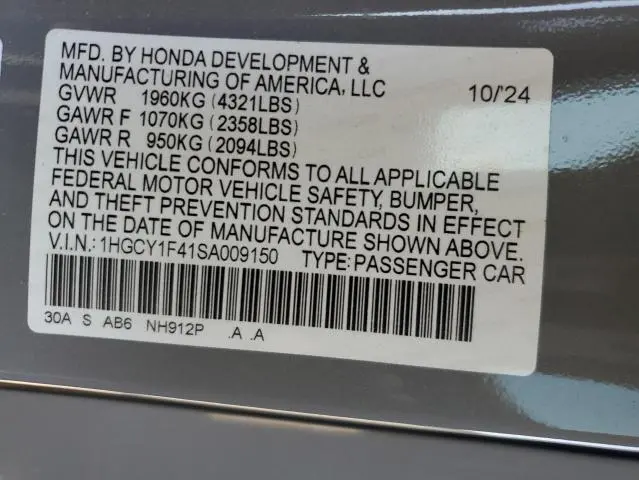 MFD. BY HONDA DEVELOPMENT &
MANUFACTURING OF AMERICA, LLC
GVWR 1960KG (4321LBS) 10/'24
GAWR F 1070KG (2358LBS)
GAWR R 950KG (2094LBS)
THIS VEHICLE CONFORMS TO ALL APPLICABLE
FEDERAL MOTOR VEHICLE SAFETY, BUMPER,
AND THEFT PREVENTION STANDARDS IN EFFECT
ON THE DATE OF MANUFACTURE SHOWN ABOVE.
V.I.N.: 1HGCY1F41SA009150 TYPE: PASSENGER CAR
30A S AB6 NH912P .A .A